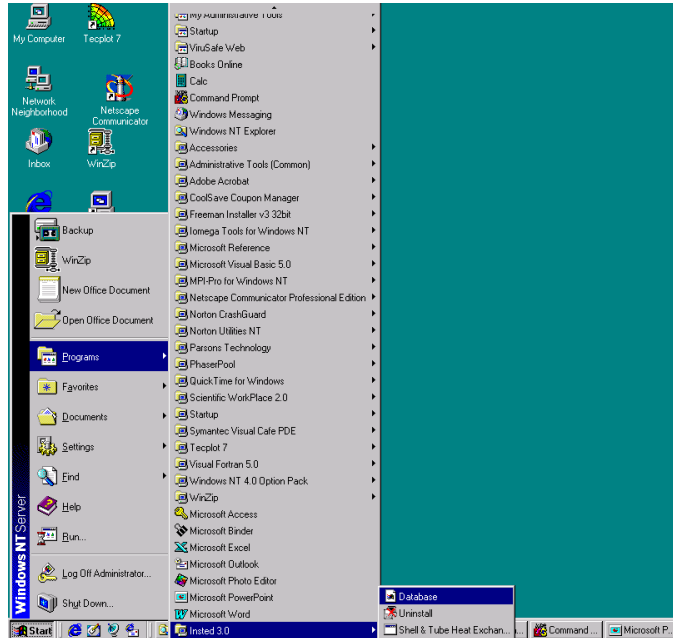 My Computer
Tecplot 7
Network Neighborhood
Netscape Communicator
Inbox
WinZip
Backup
WinZip
New Office Document
Open Office Document
Programs
Favorites
Documents
Settings
Find
Help
Run...
Log Off Administrator...
Shut Down...
Windows NT Server
My Administrative Tools
Startup
ViruSafe Web
Books Online
Calc
Command Prompt
Windows Messaging
Windows NT Explorer
Accessories
Administrative Tools (Common)
Adobe Acrobat
CoolSave Coupon Manager
Freeman Installer v3 32bit
Iomega Tools for Windows NT
Microsoft Reference
Microsoft Visual Basic 5.0
MPI-Pro for Windows NT
Netscape Communicator Professional Edition
Norton CrashGuard
Norton Utilities NT
Parsons Technology
PhaserPool
QuickTime for Windows
Scientific WorkPlace 2.0
Startup
Symantec Visual Cafe PDE
Tecplot 7
Visual Fortran 5.0
Windows NT 4.0 Option Pack
WinZip
Microsoft Access
Microsoft Binder
Microsoft Excel
Microsoft Outlook
Microsoft Photo Editor
Microsoft PowerPoint
Microsoft Word
Insted 3.0
Database
Uninstall
Shell & Tube Heat Exchan...
Start
Command ...
Microsoft P...